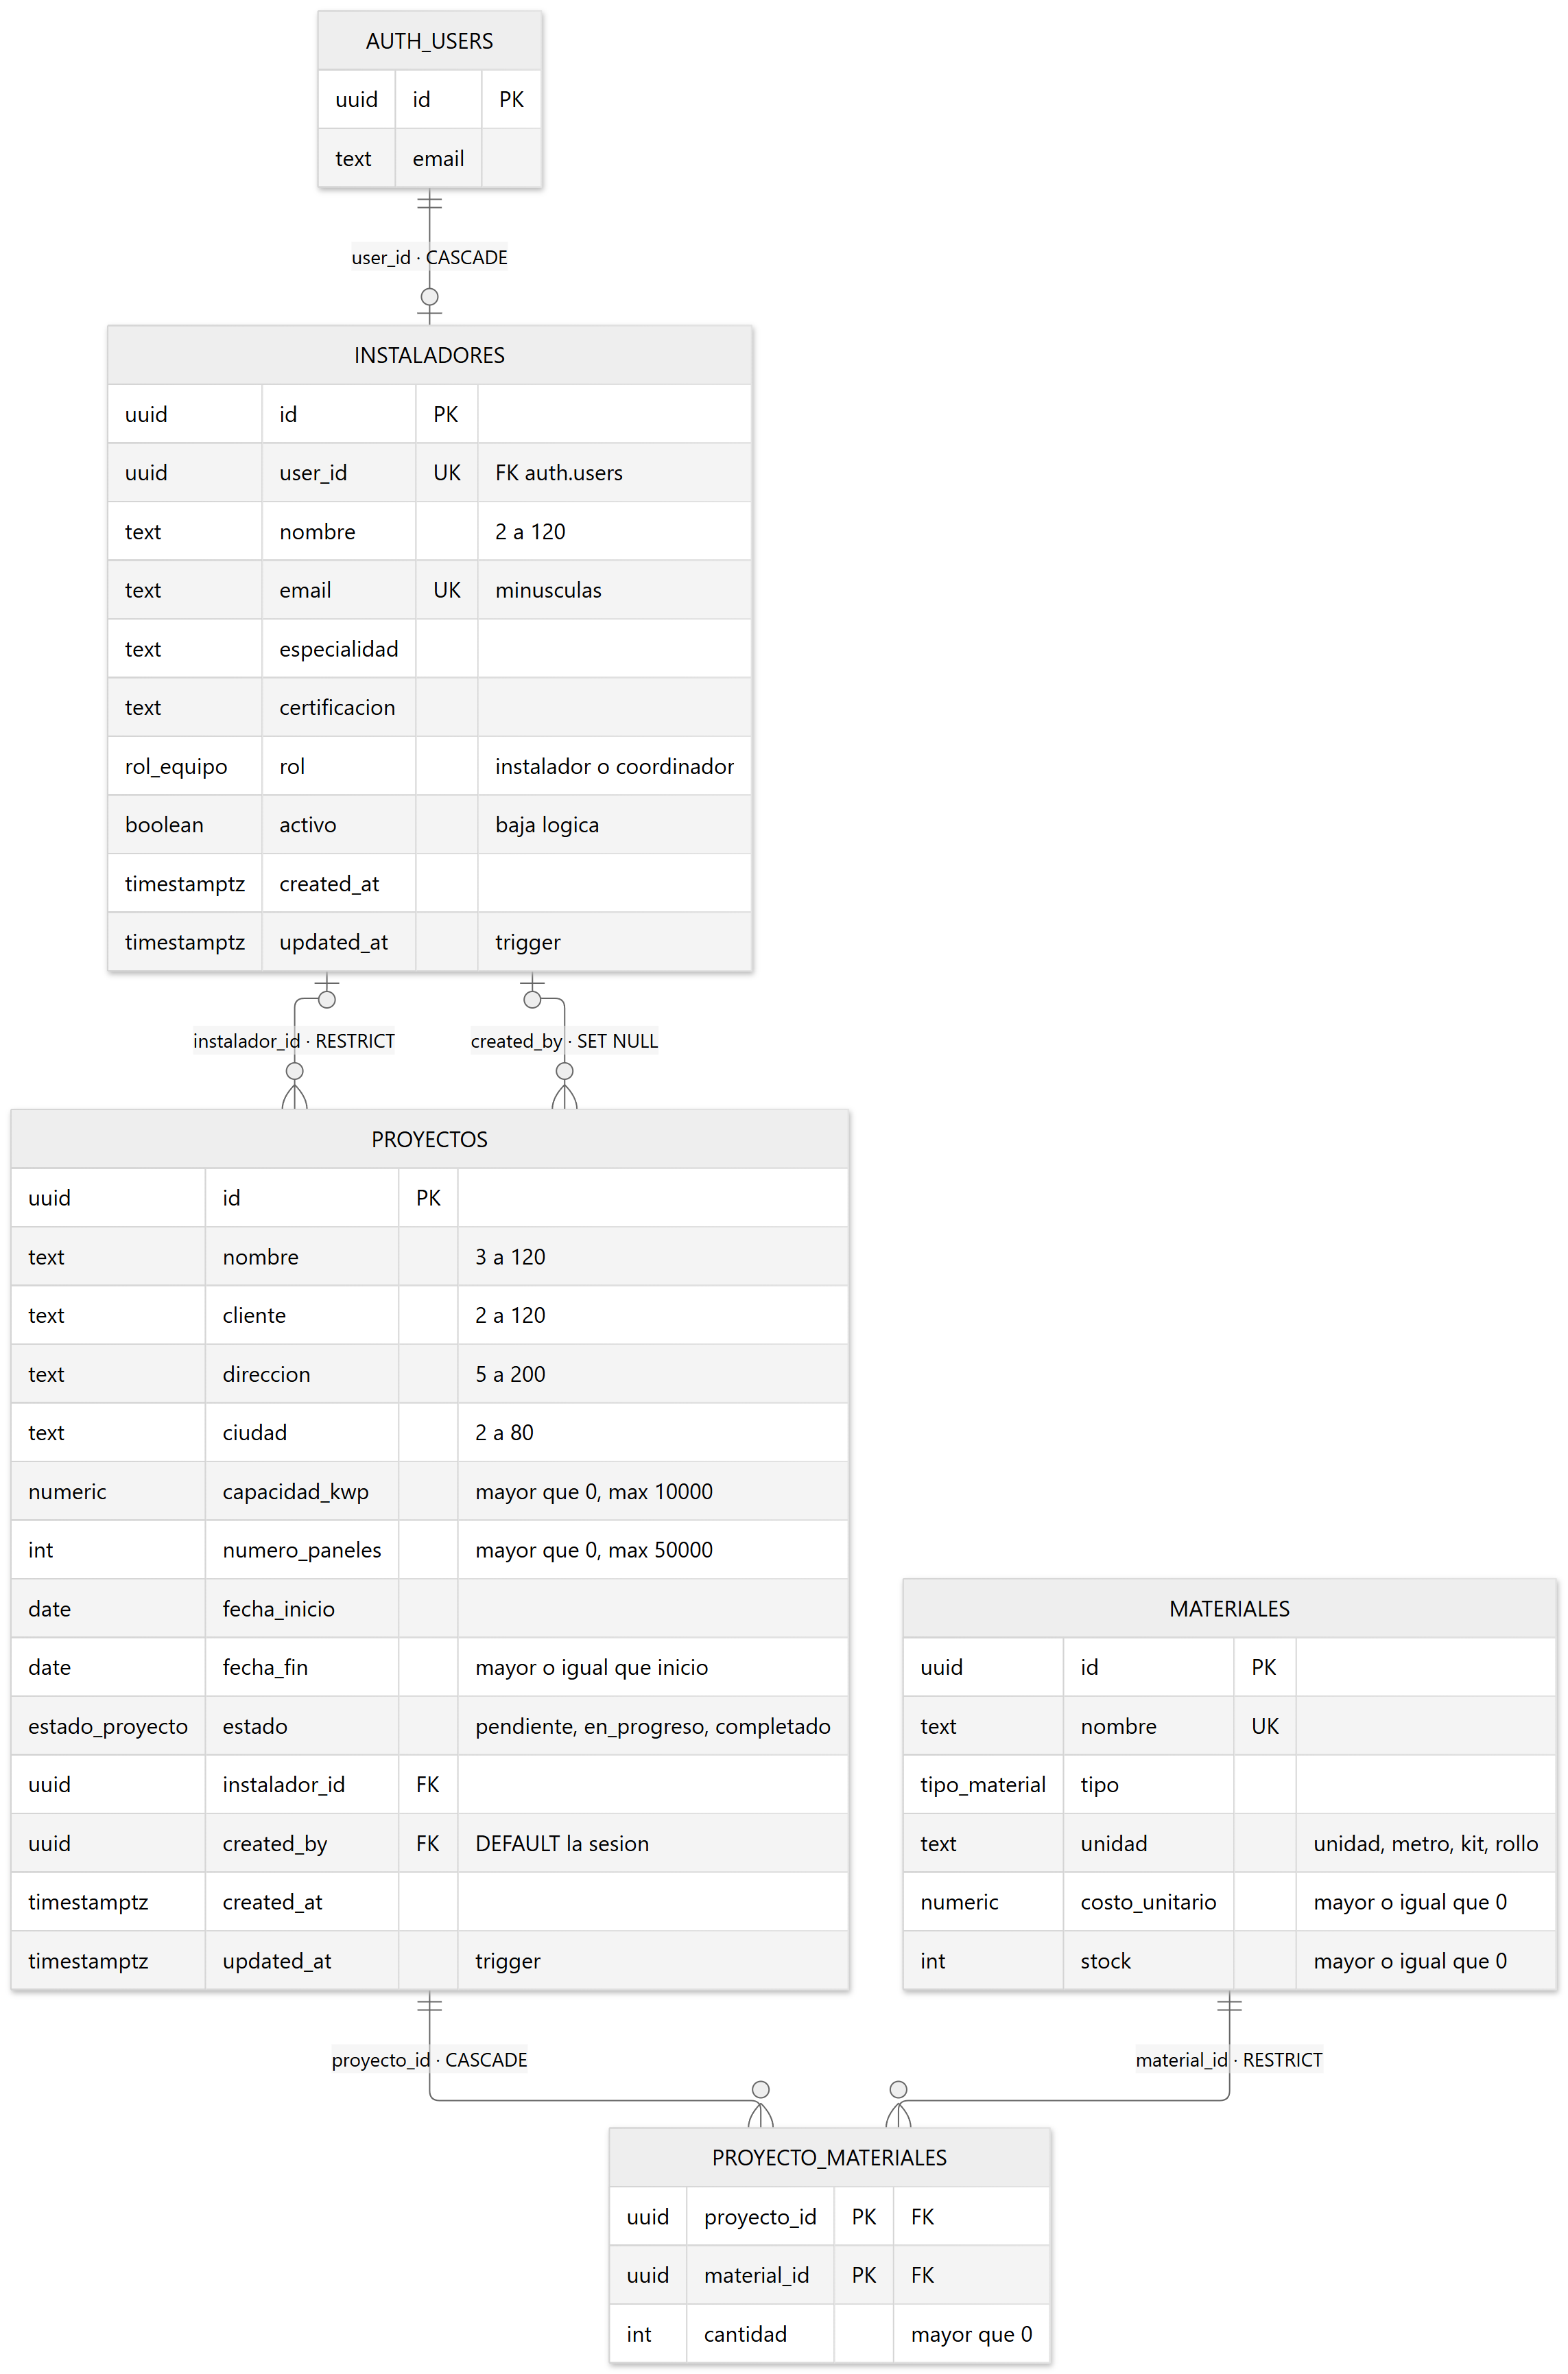 AUTH_USERS
uuid id PK
text email
user_id · CASCADE
INSTALADORES
uuid id PK
uuid user_id UK FK auth.users
text nombre 2 a 120
text email UK minusculas
text especialidad
text certificacion
rol_equipo rol instalador o coordinador
boolean activo baja logica
timestamptz created_at
timestamptz updated_at trigger
instalador_id · RESTRICT created_by · SET NULL
PROYECTOS
uuid id PK
text nombre 3 a 120
text cliente 2 a 120
text direccion 5 a 200
text ciudad 2 a 80
numeric capacidad_kwp mayor que 0, max 10000
int numero_paneles mayor que 0, max 50000
date fecha_inicio
date fecha_fin mayor o igual que inicio
estado_proyecto estado pendiente, en_progreso, completado
uuid instalador_id FK
uuid created_by FK DEFAULT la sesion
timestamptz created_at
timestamptz updated_at trigger
MATERIALES
uuid id PK
text nombre UK
tipo_material tipo
text unidad unidad, metro, kit, rollo
numeric costo_unitario mayor o igual que 0
int stock mayor o igual que 0
proyecto_id · CASCADE material_id · RESTRICT
PROYECTO_MATERIALES
uuid proyecto_id PK FK
uuid material_id PK FK
int cantidad mayor que 0